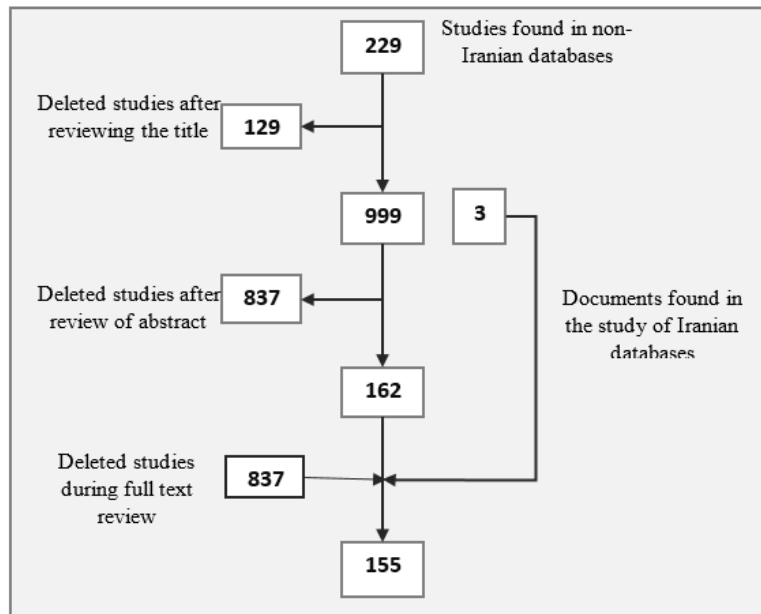 229
Studies found in non-
Iranian databases
Deleted studies after
reviewing the title
129
999
3
Deleted studies after
review of abstract
837
Documents found in
the study of Iranian
databases
162
Deleted studies
during full text
review
837
155